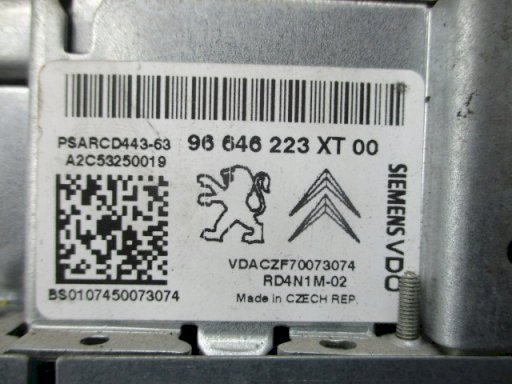 PSARCD443-63 96 646 223 XT 00
A2C53250019
SIEMENS VDO
VDACZF70073074
RD4N1M-02
BS0107450073074 Made in CZECH REP.